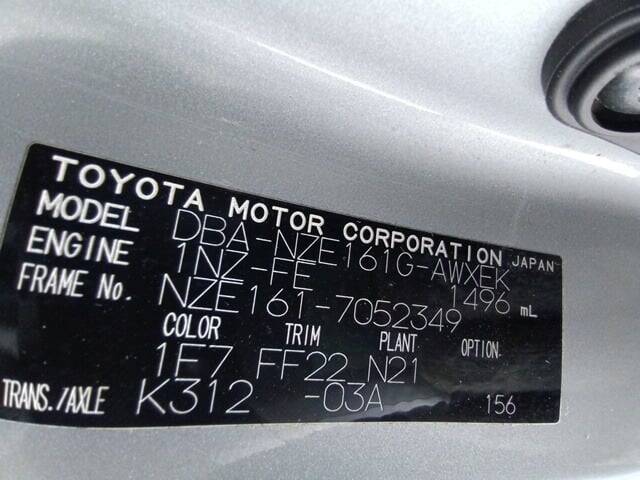 TOYOTA MOTOR CORPORATION JAPAN
MODEL DBA-NZE161G-AWXEK
ENGINE 1NZ-FE 1496 mL
FRAME No. NZE161-7052349
COLOR TRIM PLANT OPTION
1F7 FF22 N21
TRANS./AXLE K312 -03A 156